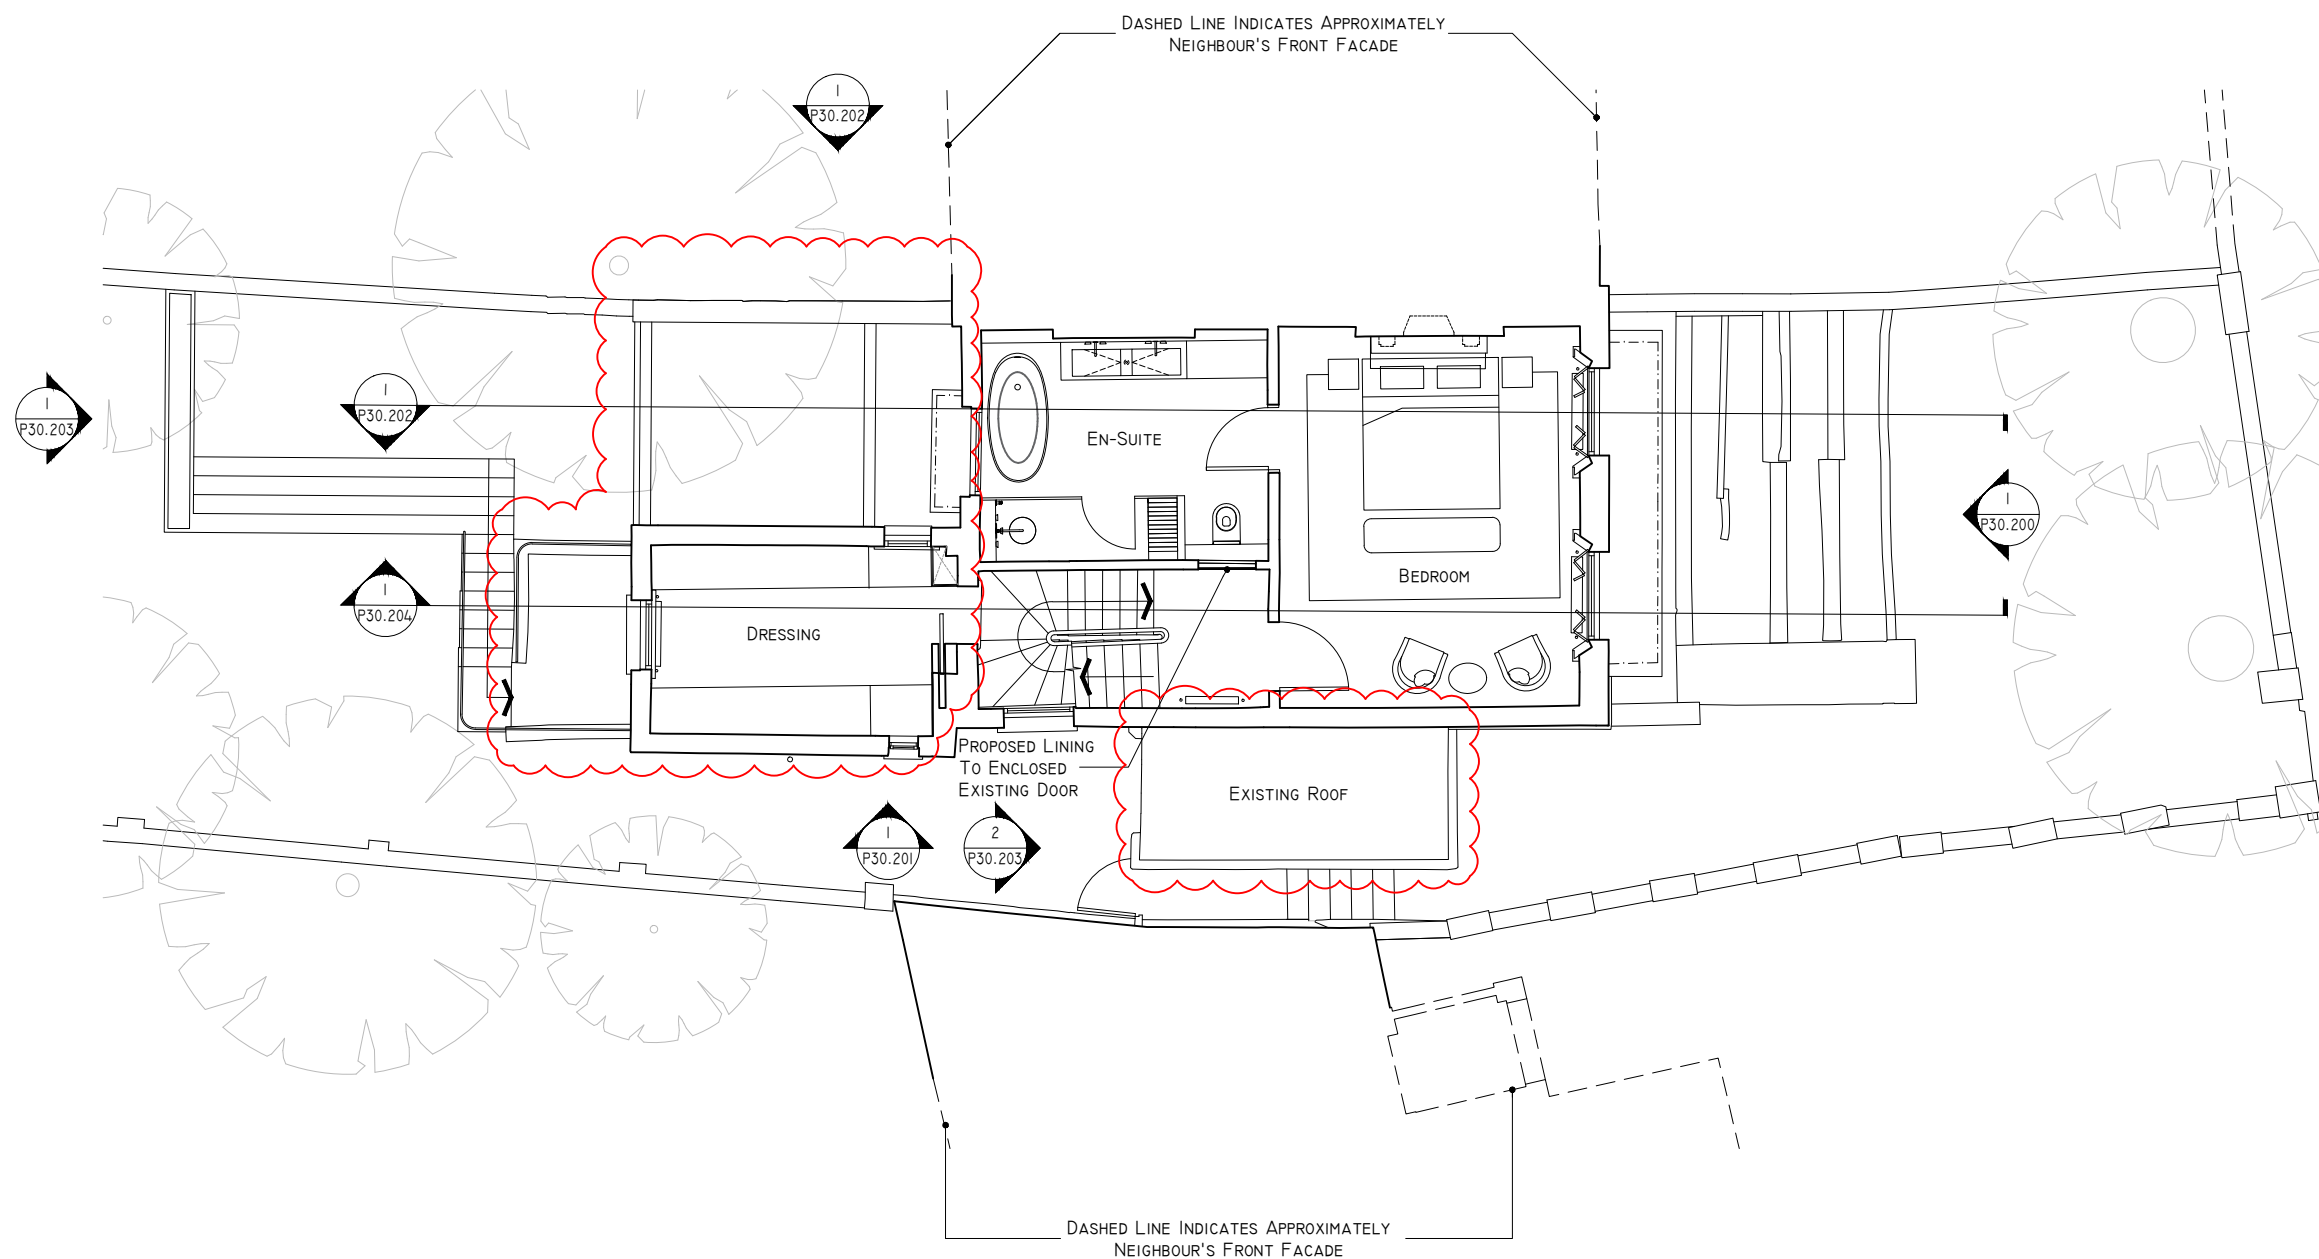 DASHED LINE INDICATES APPROXIMATELY
NEIGHBOUR'S FRONT FACADE
1
P30.202
1
P30.203
1
P30.202
EN-SUITE
1
P30.200
BEDROOM
1
P30.204
DRESSING
PROPOSED LINING
TO ENCLOSED
EXISTING DOOR
EXISTING ROOF
1
P30.201
2
P30.203
DASHED LINE INDICATES APPROXIMATELY
NEIGHBOUR'S FRONT FACADE